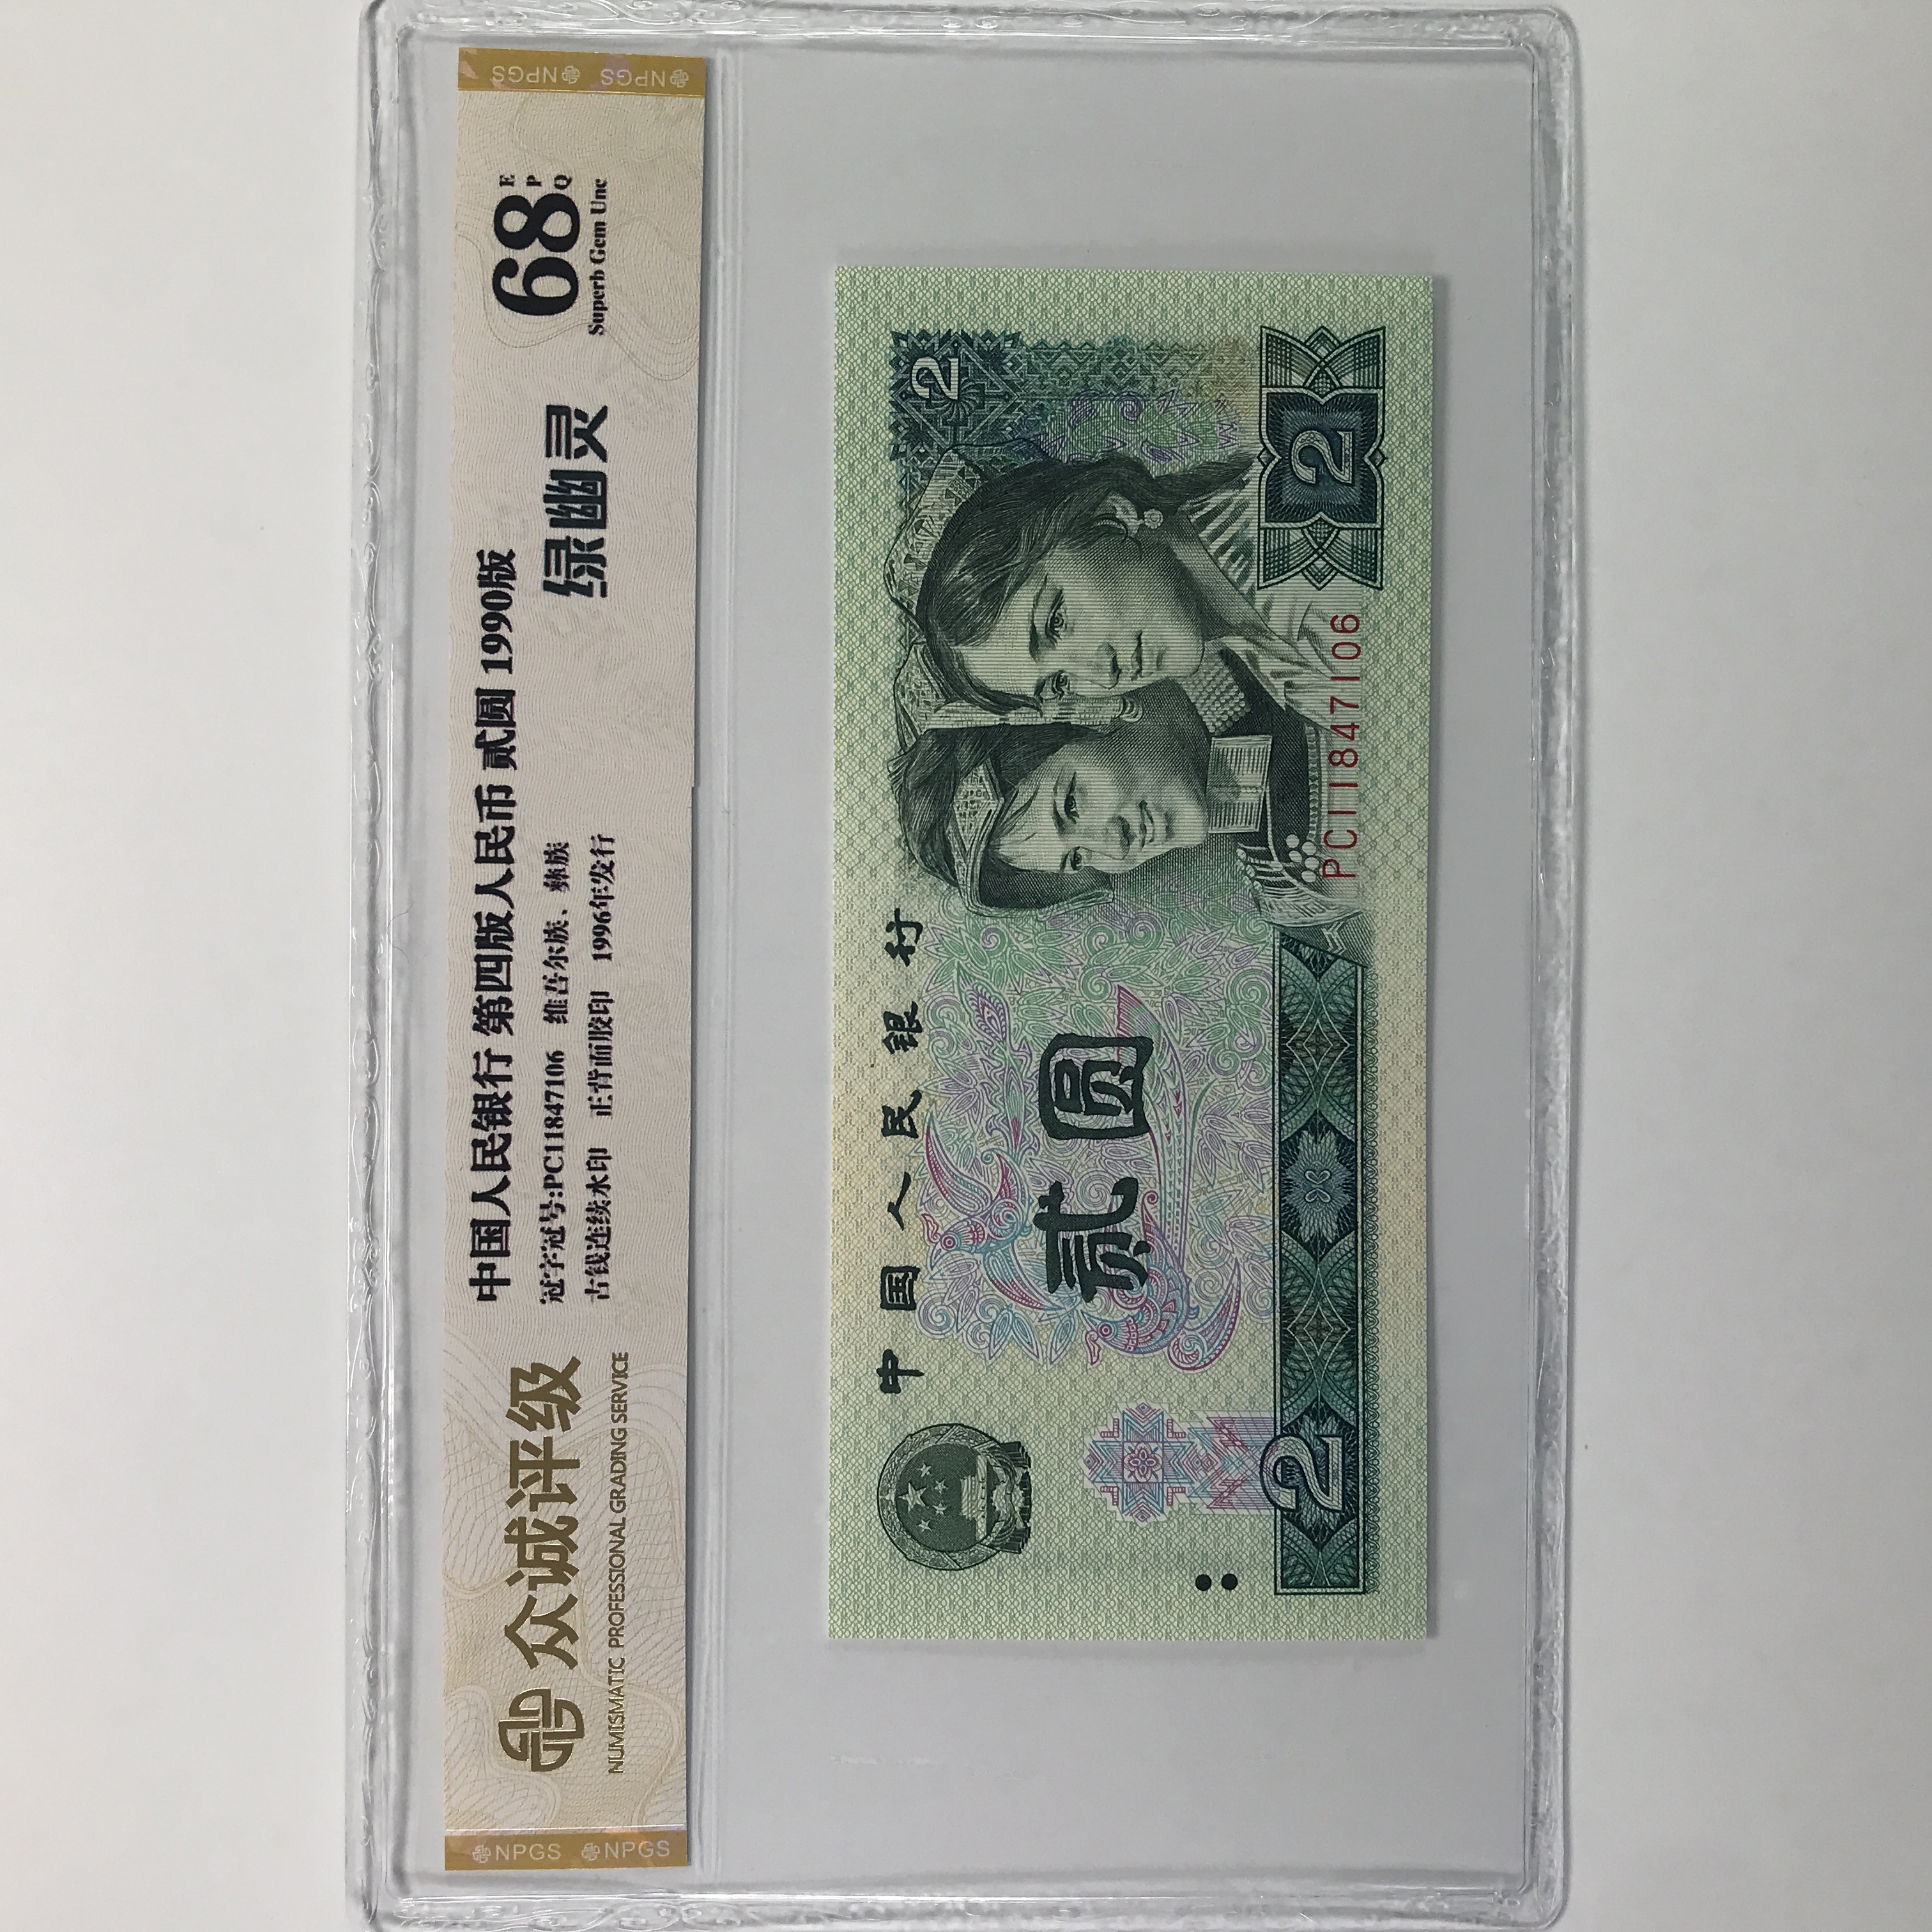 NPGS NPGS
众诚评级
NUMISMATIC PROFESSIONAL GRADING SERVICE
中国人民银行 第四版人民币 贰圆 1990版
冠字冠号:PC11847106 维吾尔族、彝族
古钱连续水印 正背面胶印 1996年发行
绿幽灵
68 EPQ
Superb Gem Unc
NPGS NPGS
中国人民银行
2
贰圆
2
2
PC11847106